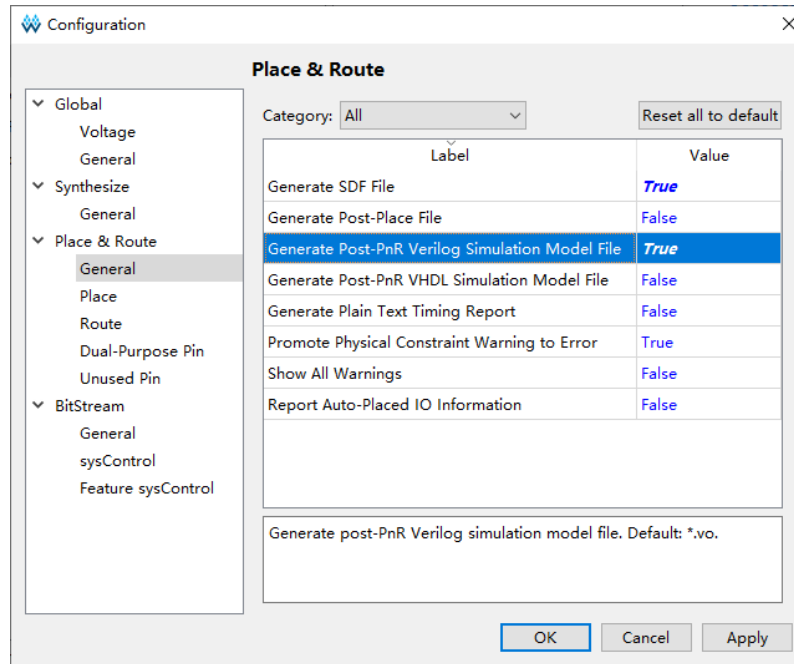 Configuration
Place & Route
Global
Voltage
General
Synthesize
General
Place & Route
General
Place
Route
Dual-Purpose Pin
Unused Pin
BitStream
General
sysControl
Feature sysControl
Category: All
Reset all to default
Label Value
Generate SDF File True
Generate Post-Place File False
Generate Post-PnR Verilog Simulation Model File True
Generate Post-PnR VHDL Simulation Model File False
Generate Plain Text Timing Report False
Promote Physical Constraint Warning to Error True
Show All Warnings False
Report Auto-Placed IO Information False
Generate post-PnR Verilog simulation model file. Default: *.vo.
OK Cancel Apply